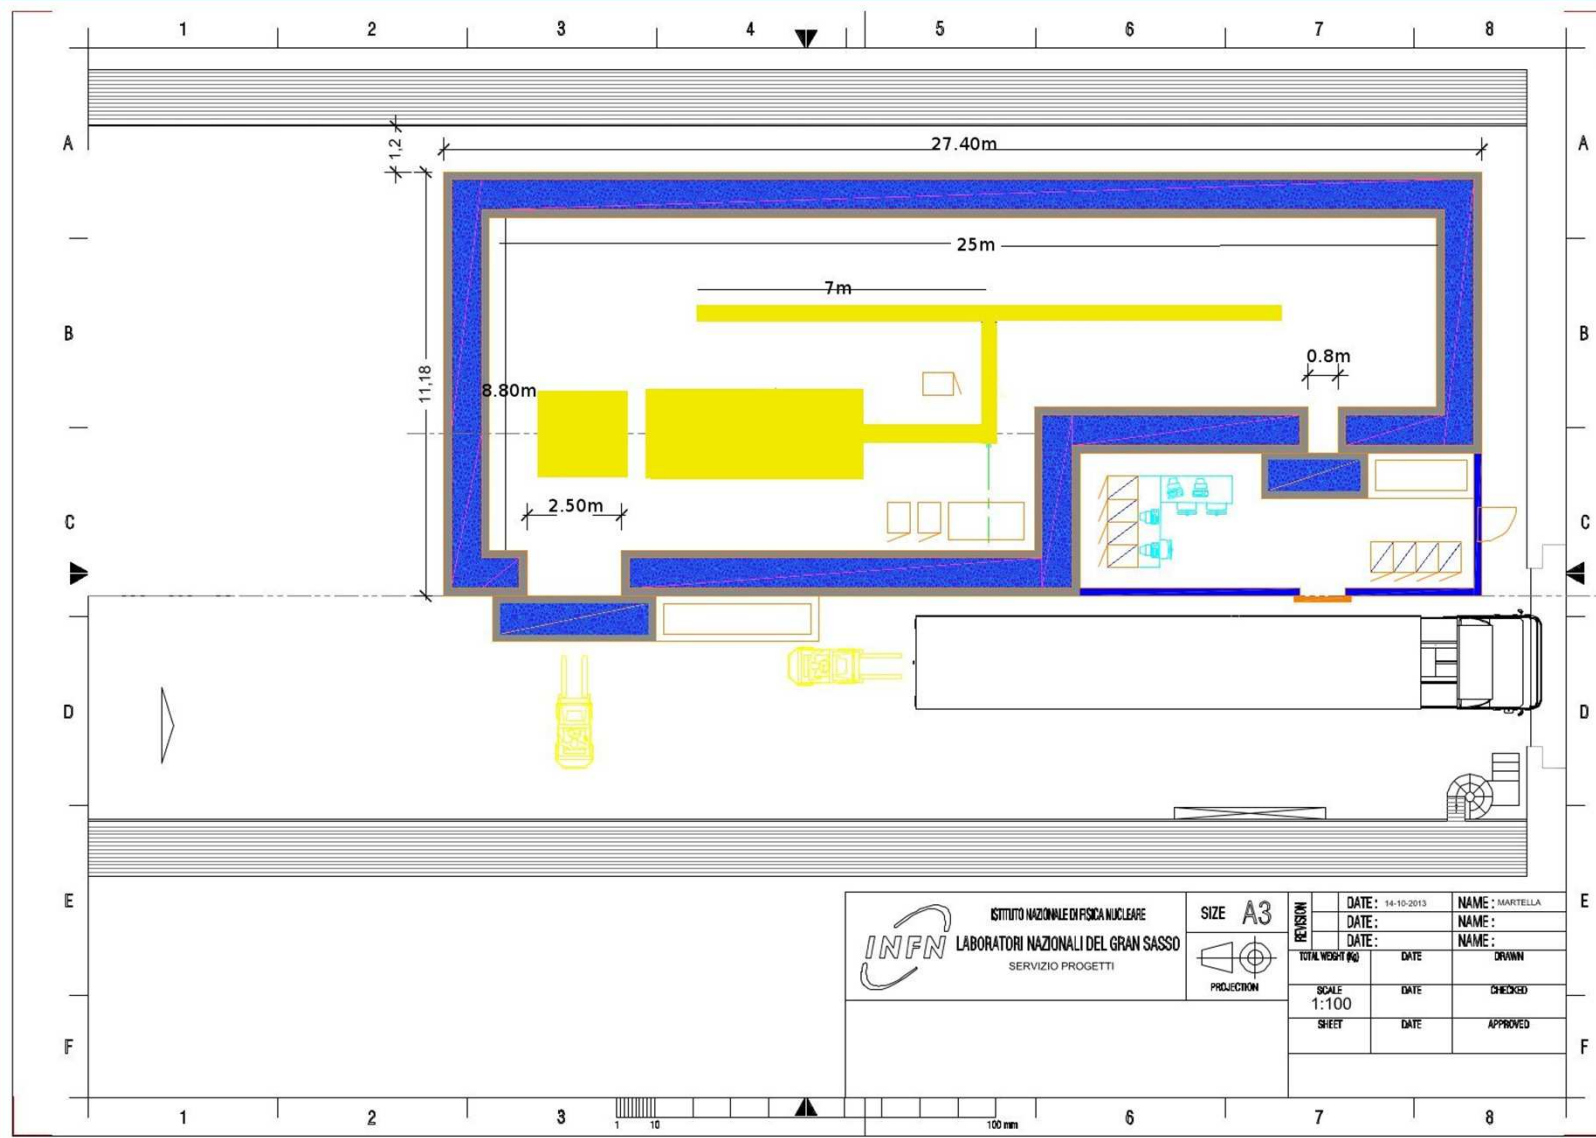 1 2 3 4 5 6 7 8
A A
1,2
27.40m
25m
7m
B B
0.8m
11,18
8.80m
2.50m
C C
D D
E E
ISTITUTO NAZIONALE DI FISICA NUCLEARE
INFN
LABORATORI NAZIONALI DEL GRAN SASSO
SERVIZIO PROGETTI
SIZE A3
PROJECTION
REVISION
DATE: 14-10-2013 NAME: MARTELLA
DATE: NAME:
DATE: NAME:
TOTAL WEIGHT (Kg) DATE DRAWN
SCALE DATE CHECKED
1:100
SHEET DATE APPROVED
F F
1 2 3 6 7 8
1 10 100 mm